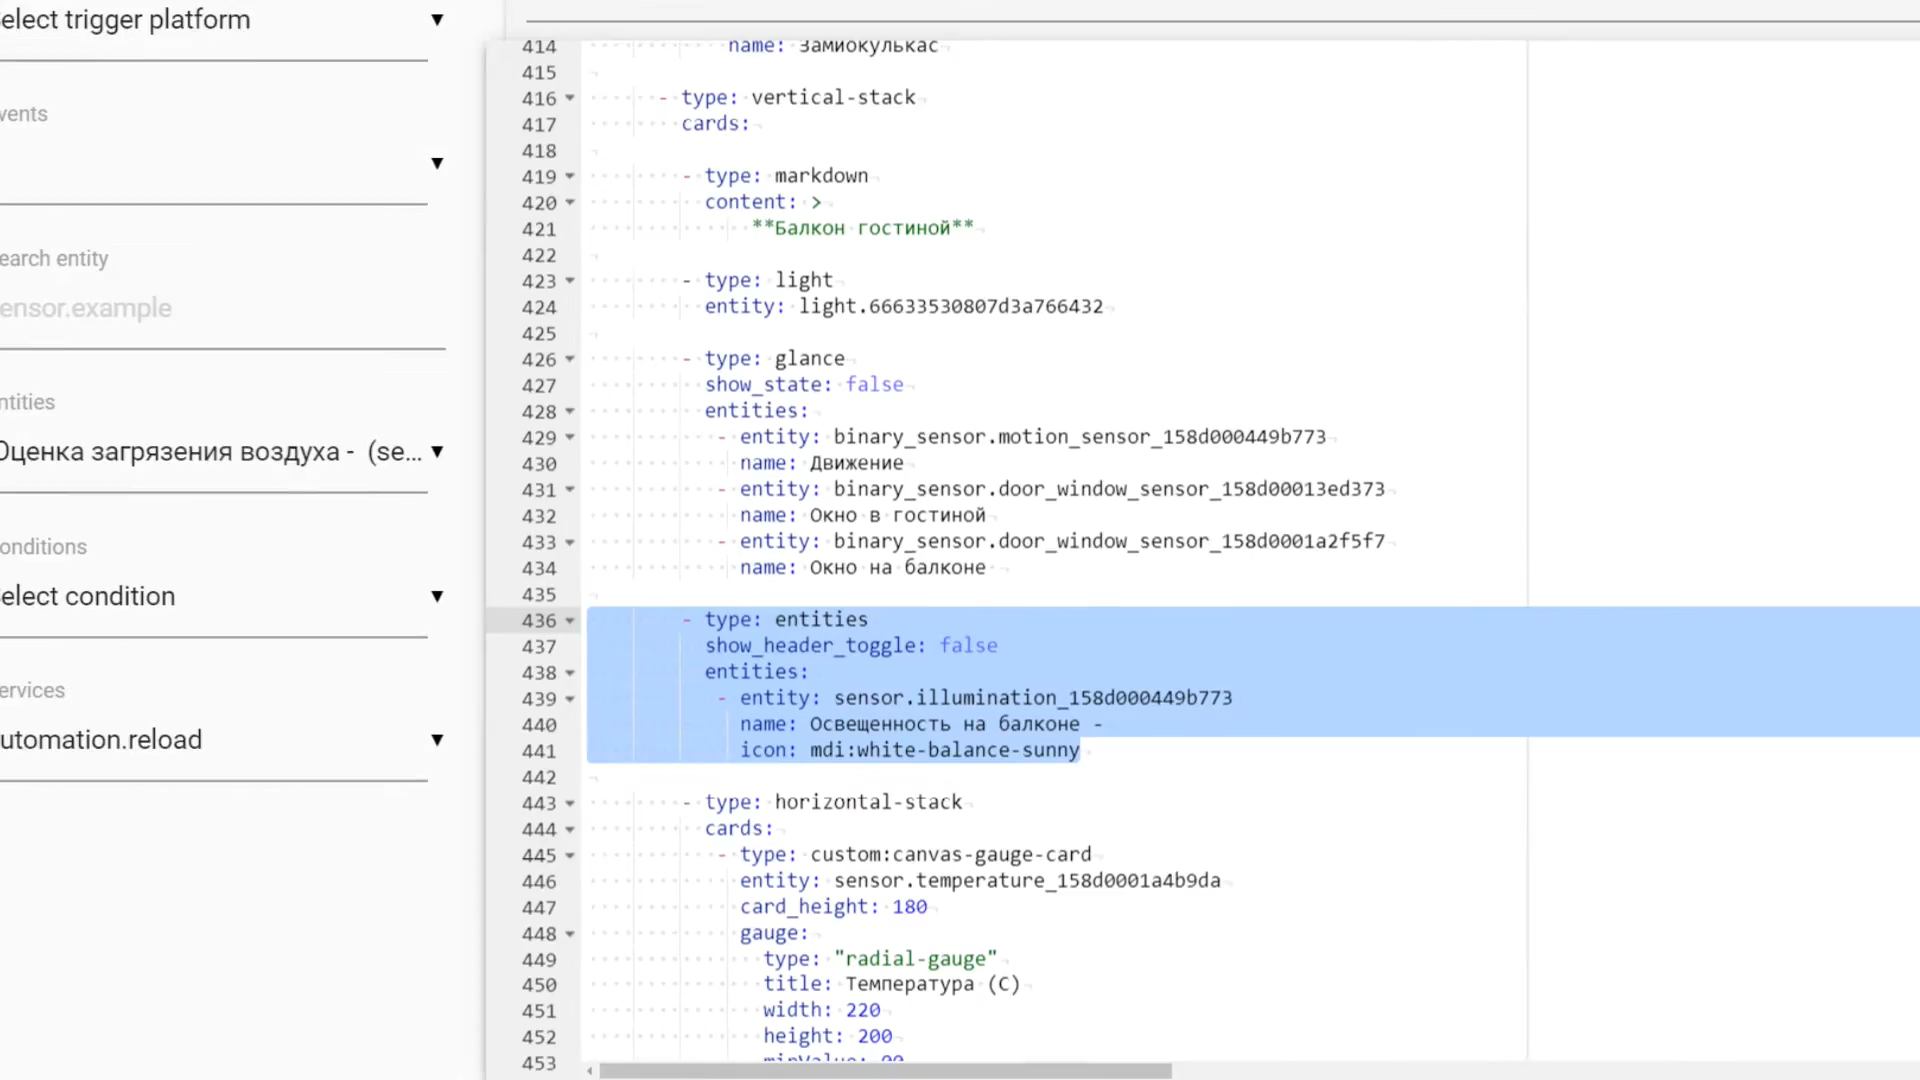 elect trigger platform
vents
earch entity
ensor.example
ntities
Оценка загрязения воздуха - (se...
onditions
elect condition
ervices
utomation.reload
414 name: Замиокулькас
415
416 - type: vertical-stack
417 cards:
418
419 - type: markdown
420 content: >
421 **Балкон гостиной**
422
423 - type: light
424 entity: light.66633530807d3a766432
425
426 - type: glance
427 show_state: false
428 entities:
429 - entity: binary_sensor.motion_sensor_158d000449b773
430 name: Движение
431 - entity: binary_sensor.door_window_sensor_158d00013ed373
432 name: Окно в гостиной
433 - entity: binary_sensor.door_window_sensor_158d0001a2f5f7
434 name: Окно на балконе
435
436 - type: entities
437 show_header_toggle: false
438 entities:
439 - entity: sensor.illumination_158d000449b773
440 name: Освещенность на балконе -
441 icon: mdi:white-balance-sunny
442
443 - type: horizontal-stack
444 cards:
445 - type: custom:canvas-gauge-card
446 entity: sensor.temperature_158d0001a4b9da
447 card_height: 180
448 gauge:
449 type: "radial-gauge"
450 title: Температура (С)
451 width: 220
452 height: 200
453